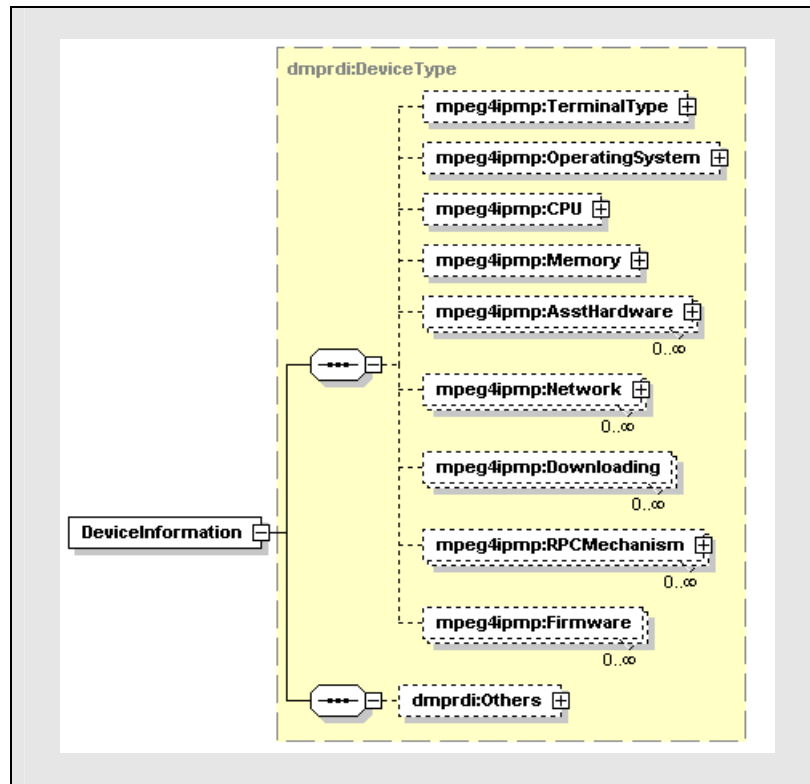 dmprdi:DeviceType
mpeg4ipmp:TerminalType
mpeg4ipmp:OperatingSystem
mpeg4ipmp:CPU
mpeg4ipmp:Memory
mpeg4ipmp:AsstHardware
0..∞
mpeg4ipmp:Network
0..∞
mpeg4ipmp:Downloading
0..∞
DeviceInformation
mpeg4ipmp:RPCMechanism
0..∞
mpeg4ipmp:Firmware
0..∞
dmprdi:Others